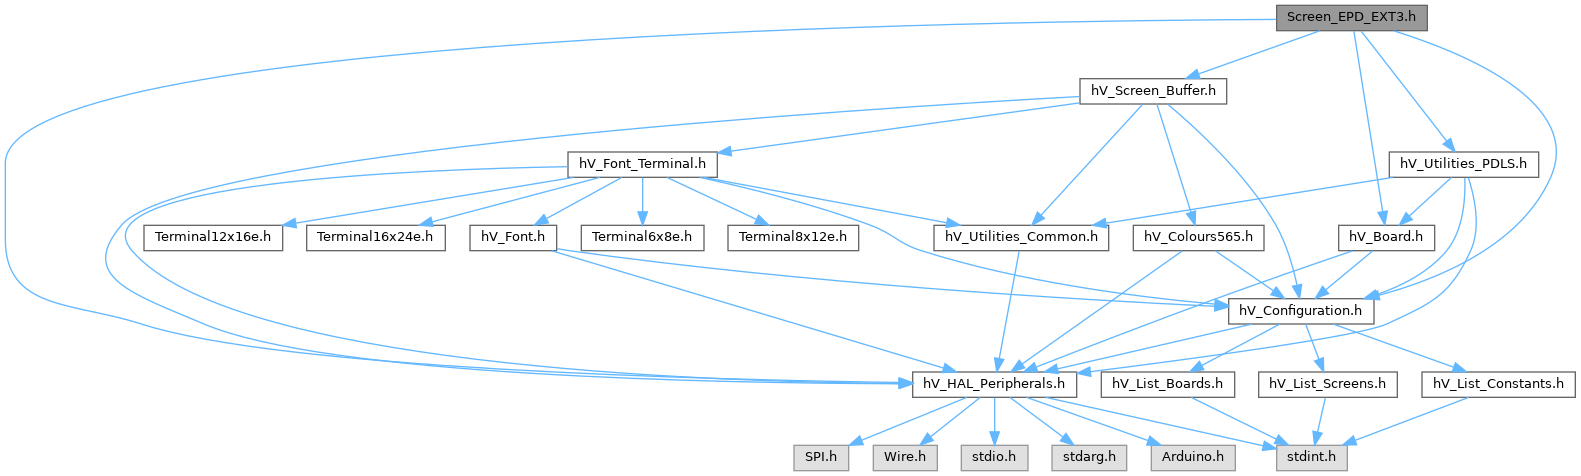 Screen_EPD_EXT3.h
hV_Screen_Buffer.h
hV_Font_Terminal.h
hV_Utilities_PDLS.h
Terminal12x16e.h
Terminal16x24e.h
hV_Font.h
Terminal6x8e.h
Terminal8x12e.h
hV_Utilities_Common.h
hV_Colours565.h
hV_Board.h
hV_Configuration.h
hV_HAL_Peripherals.h
hV_List_Boards.h
hV_List_Screens.h
hV_List_Constants.h
SPI.h
Wire.h
stdio.h
stdarg.h
Arduino.h
stdint.h